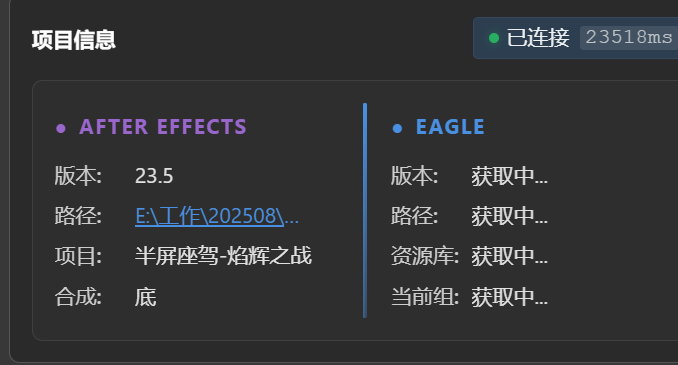 项目信息
已连接 23518ms
AFTER EFFECTS
版本: 23.5
路径: E:\工作\202508\...
项目: 半屏座驾-焰辉之战
合成: 底
EAGLE
版本: 获取中...
路径: 获取中...
资源库: 获取中...
当前组: 获取中...